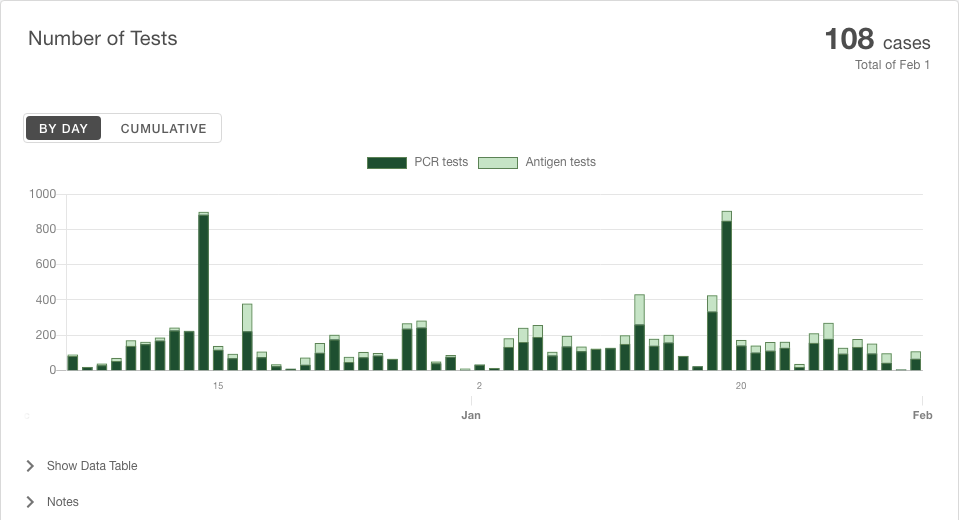 Number of Tests
108 cases
Total of Feb 1
BY DAY
CUMULATIVE
PCR tests
Antigen tests
1000
800
600
400
200
0
15
2
20
Jan
Feb
Show Data Table
Notes